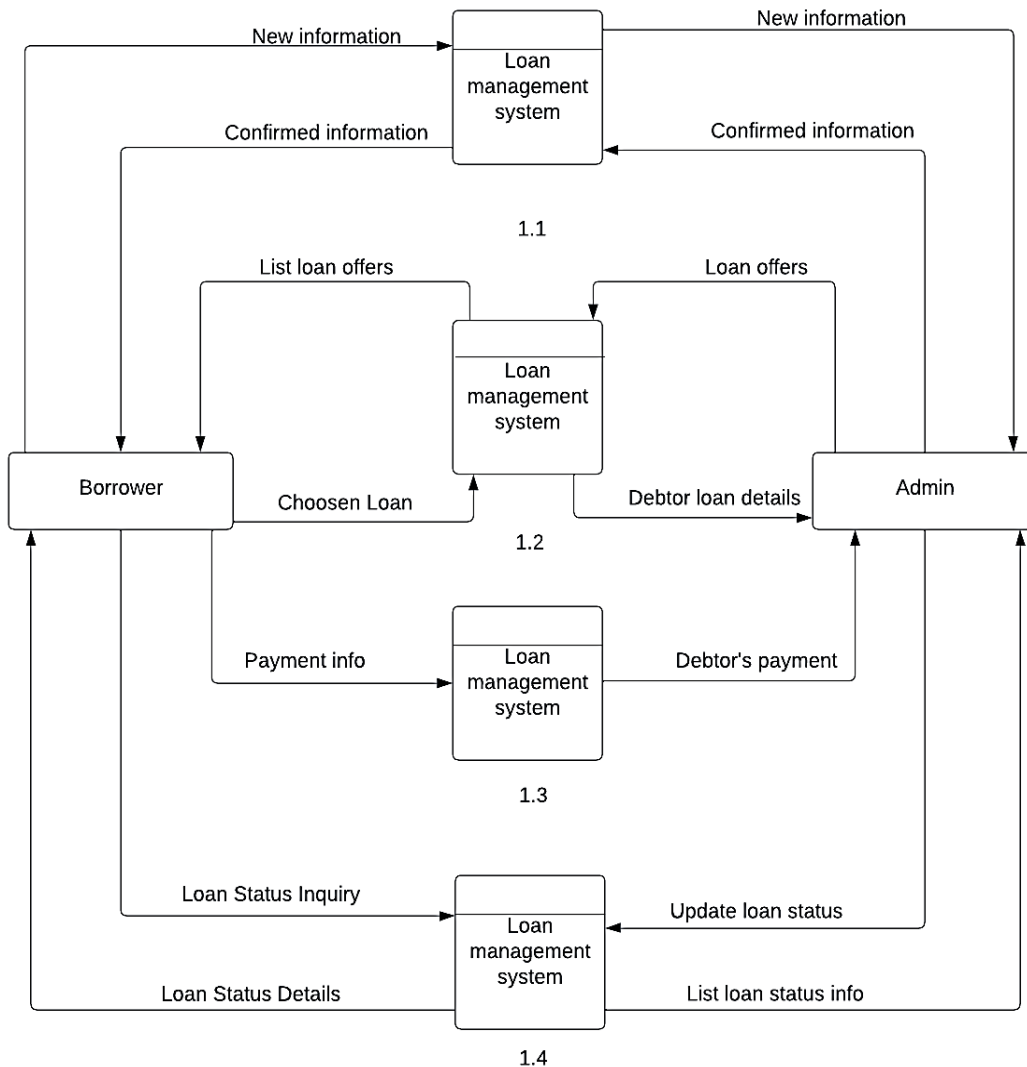 New information
New information
Loan
management
system
Confirmed information
Confirmed information
1.1
List loan offers
Loan offers
Loan
management
system
Borrower
Admin
Choosen Loan
Debtor loan details
1.2
Payment info
Loan
management
system
Debtor's payment
1.3
Loan Status Inquiry
Update loan status
Loan
management
system
Loan Status Details
List loan status info
1.4